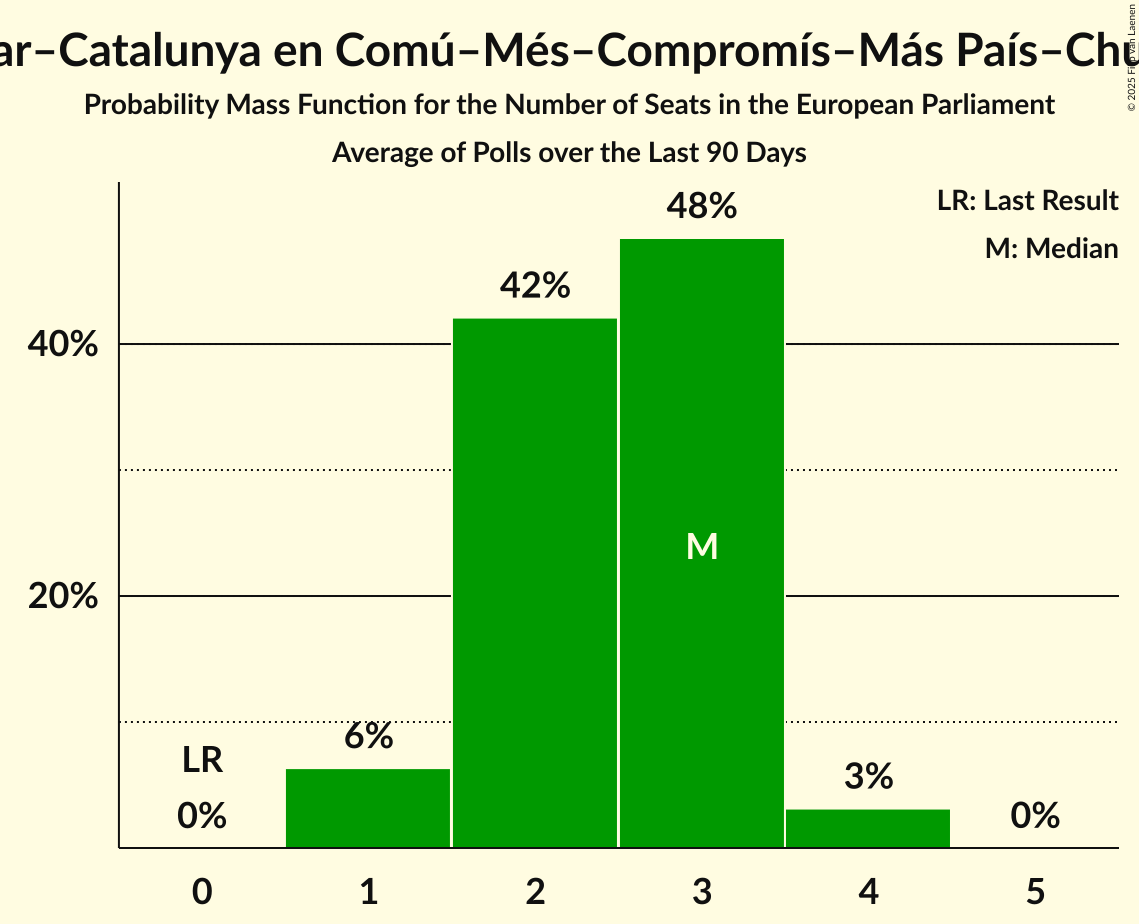 ar–Catalunya en Comú–Més–Compromís–Más País–Chu
Probability Mass Function for the Number of Seats in the European Parliament
Average of Polls over the Last 90 Days
© 2025 Filip van Laenen
LR: Last Result
M: Median
48%
42%
40%
M
20%
6%
LR
3%
0%
0%
0 1 2 3 4 5